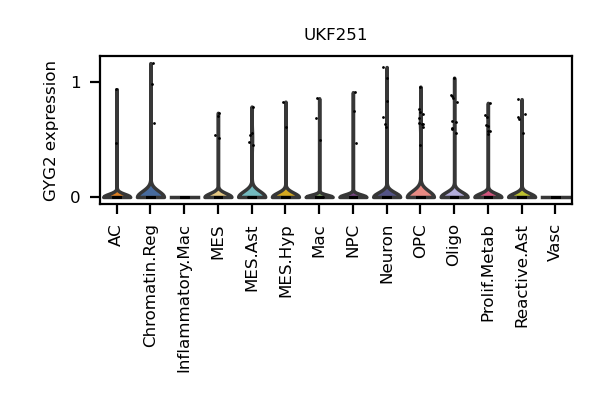 UKF251
GYG2 expression
1
0
AC
Chromatin.Reg
Inflammatory.Mac
MES
MES.Ast
MES.Hyp
Mac
NPC
Neuron
OPC
Oligo
Prolif.Metab
Reactive.Ast
Vasc